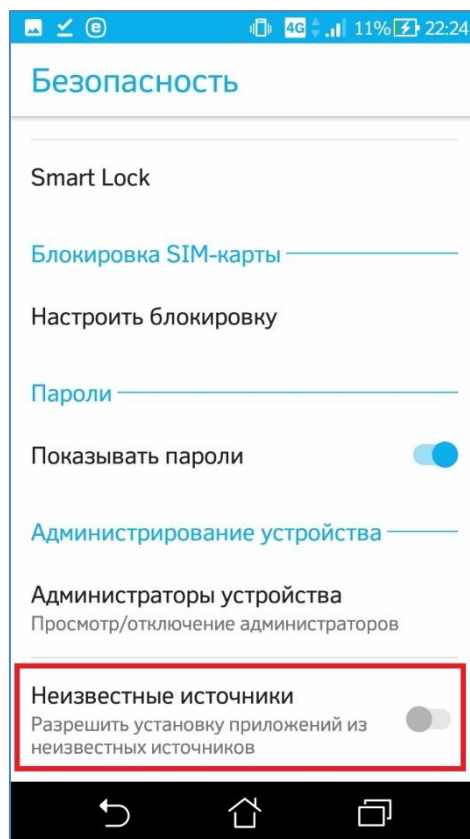 4G 11% 22:24
Безопасность
Smart Lock
Блокировка SIM-карты
Настроить блокировку
Пароли
Показывать пароли
Администрирование устройства
Администраторы устройства
Просмотр/отключение администраторов
Неизвестные источники
Разрешить установку приложений из
неизвестных источников